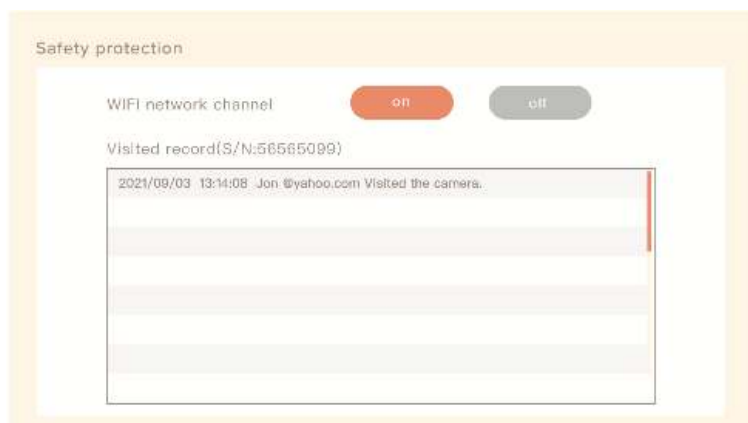 Safety protection
WIFI network channel on off
Visited record(S/N:56565099)
2021/09/03 13:14:08 Jon @yahoo.com Visited the camera.